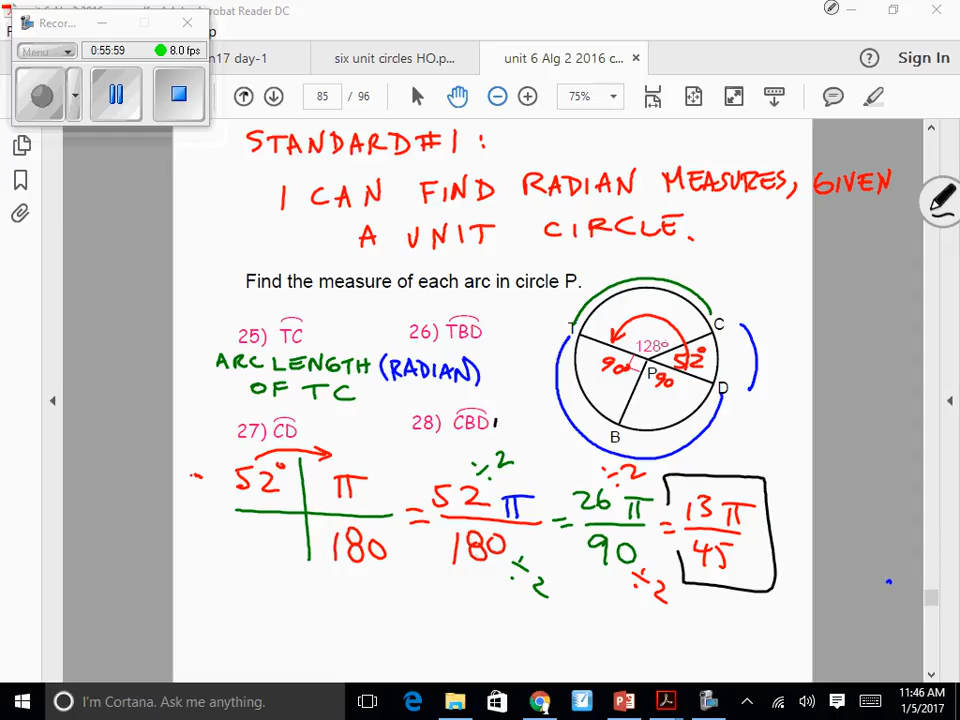 Recor...
Acrobat Reader DC
Menu
0:55:59
8.0 fps
n17 day-1
six unit circles HO.p...
unit 6 Alg 2 2016 c...
Sign In
85 / 96
75%
STANDARD#1:
I CAN FIND RADIAN MEASURES, GIVEN
A UNIT CIRCLE.
Find the measure of each arc in circle P.
25) TC
26) TBD
ARC LENGTH (RADIAN)
OF TC
27) CD
28) CBD
T
C
128°
90°
52°
P
90
D
B
52° π
180
= 52π/180
÷2
÷2
= 26π/90
÷2
÷2
= 13π/45
I'm Cortana. Ask me anything.
11:46 AM
1/5/2017